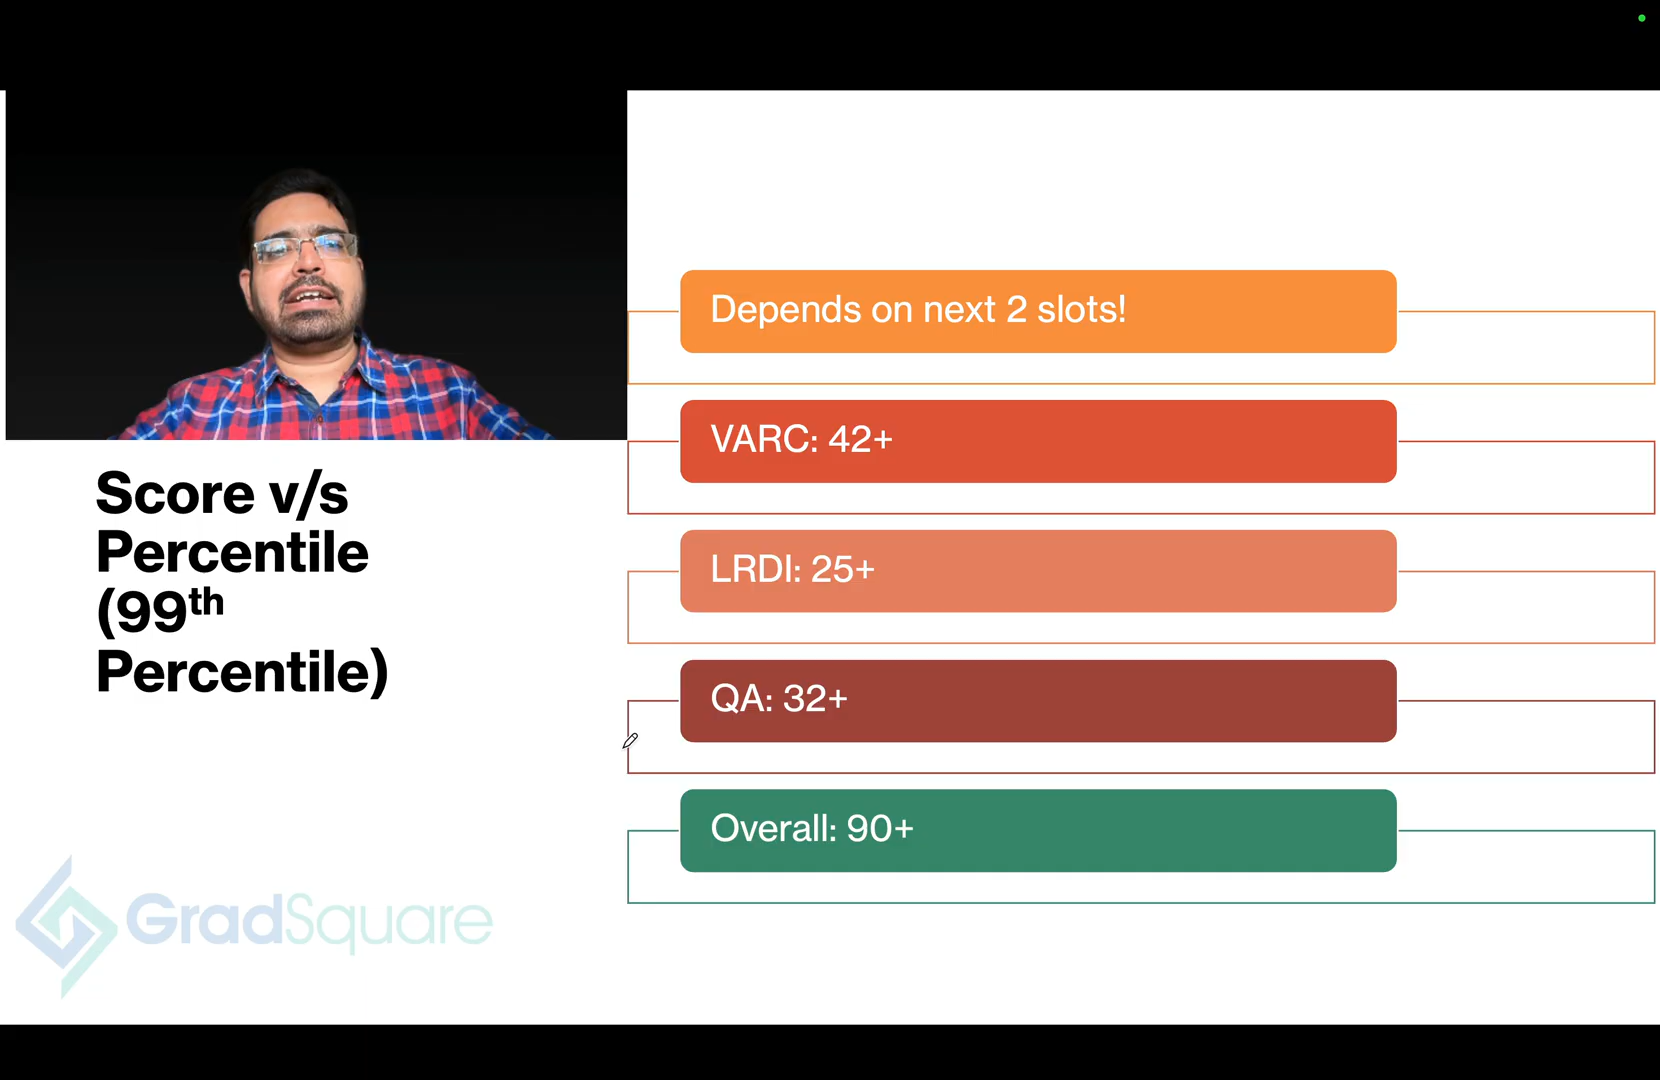 Score v/s
Percentile
(99th
Percentile)
Depends on next 2 slots!
VARC: 42+
LRDI: 25+
QA: 32+
Overall: 90+
GradSquare